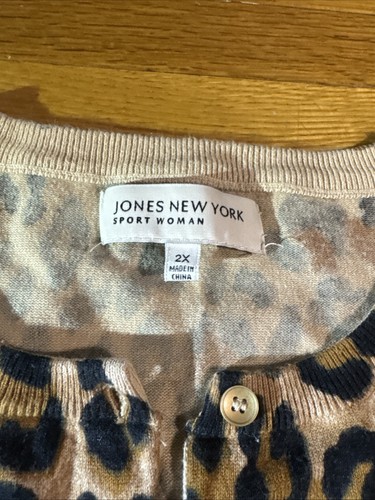 JONES NEW YORK
SPORT WOMAN
2X
MADE IN
CHINA